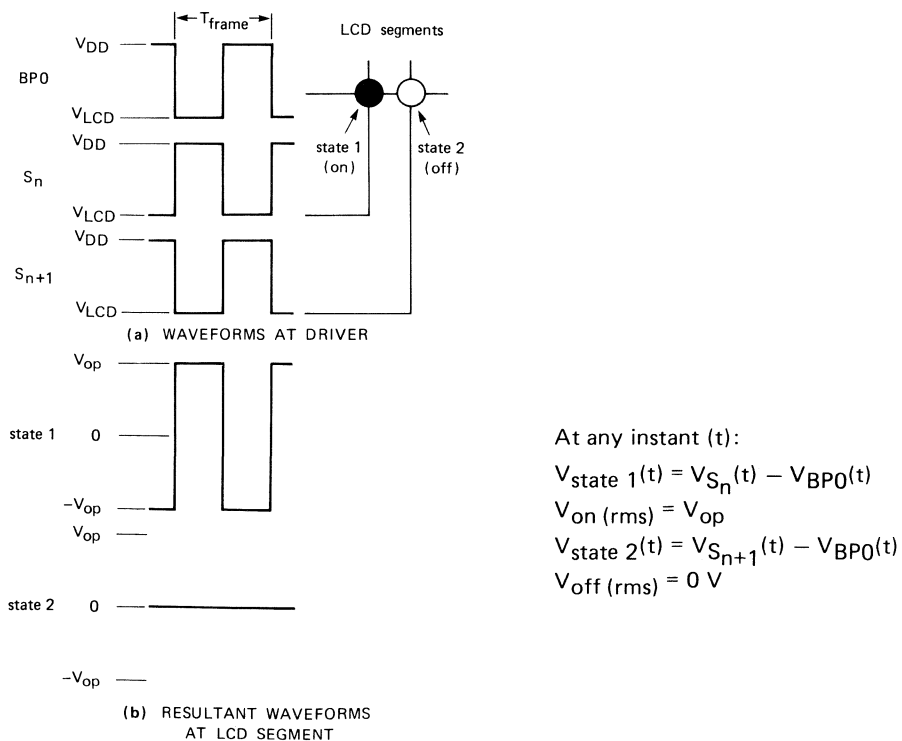 T_frame
LCD segments
V_DD
BP0
V_LCD
V_DD
state 1
(on)
state 2
(off)
S_n
V_LCD
V_DD
S_n+1
V_LCD
(a) WAVEFORMS AT DRIVER
V_op
state 1 0
-V_op
V_op
state 2 0
-V_op
(b) RESULTANT WAVEFORMS
AT LCD SEGMENT
At any instant (t):
V_state 1(t) = V_S_n(t) − V_BP0(t)
V_on (rms) = V_op
V_state 2(t) = V_S_n+1(t) − V_BP0(t)
V_off (rms) = 0 V